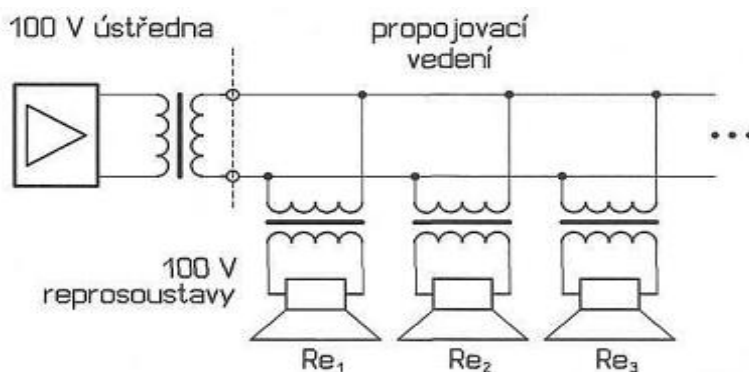 100 V ústředna
propojovací
vedení
100 V
reprosoustavy
Re₁
Re₂
Re₃